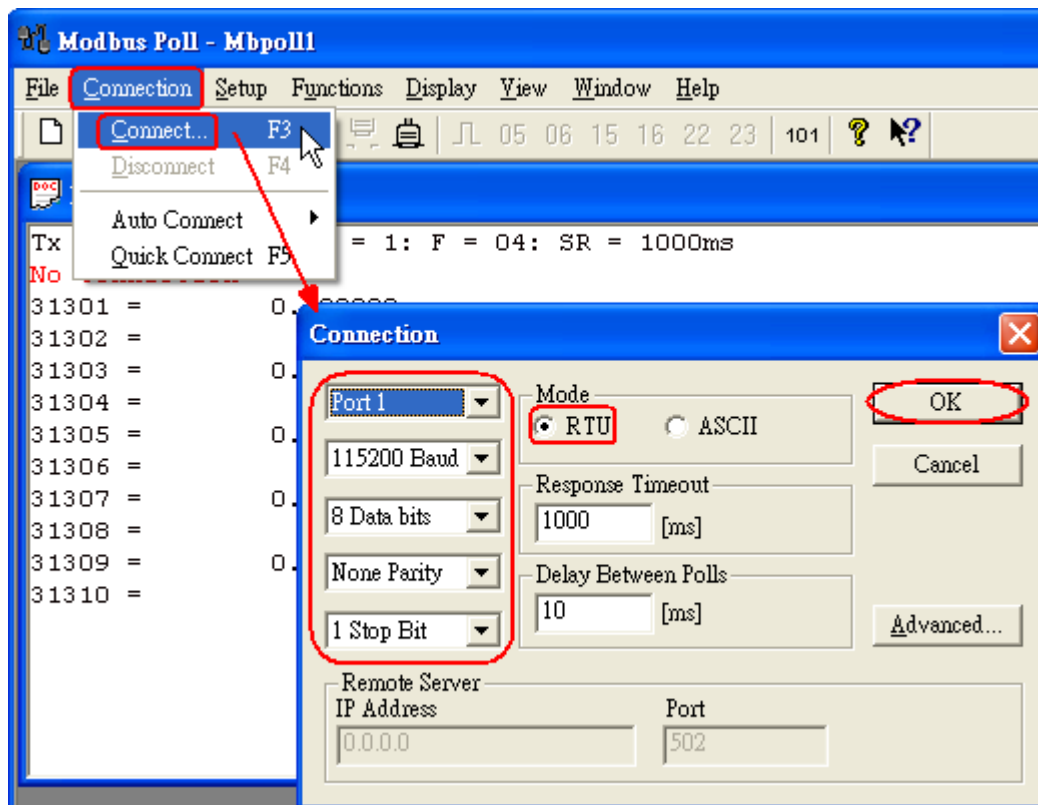 Modbus Poll - Mbpoll1
File Connection Setup Functions Display View Window Help
Connect... F3
05 06 15 16 22 23 101
Disconnect F4
DOC
Auto Connect
Quick Connect F5
Tx = 1: F = 04: SR = 1000ms
No
31301 = 0.
31302 =
31303 = 0.
31304 =
31305 = 0.
31306 =
31307 = 0.
31308 =
31309 = 0.
31310 =
Connection
Port 1
115200 Baud
8 Data bits
None Parity
1 Stop Bit
Mode
RTU ASCII
Response Timeout
1000 [ms]
Delay Between Polls
10 [ms]
OK
Cancel
Advanced...
Remote Server
IP Address Port
0.0.0.0 502